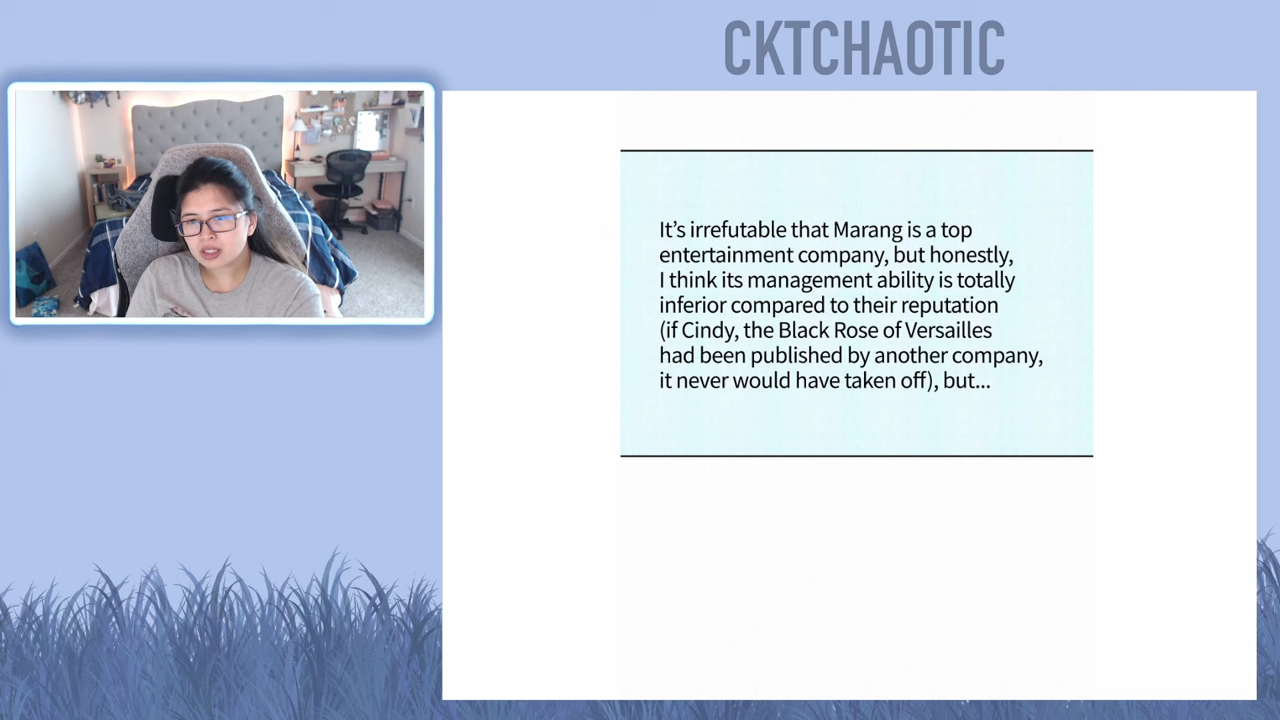 CKTCHAOTIC
It's irrefutable that Marang is a top
entertainment company, but honestly,
I think its management ability is totally
inferior compared to their reputation
(if Cindy, the Black Rose of Versailles
had been published by another company,
it never would have taken off), but...